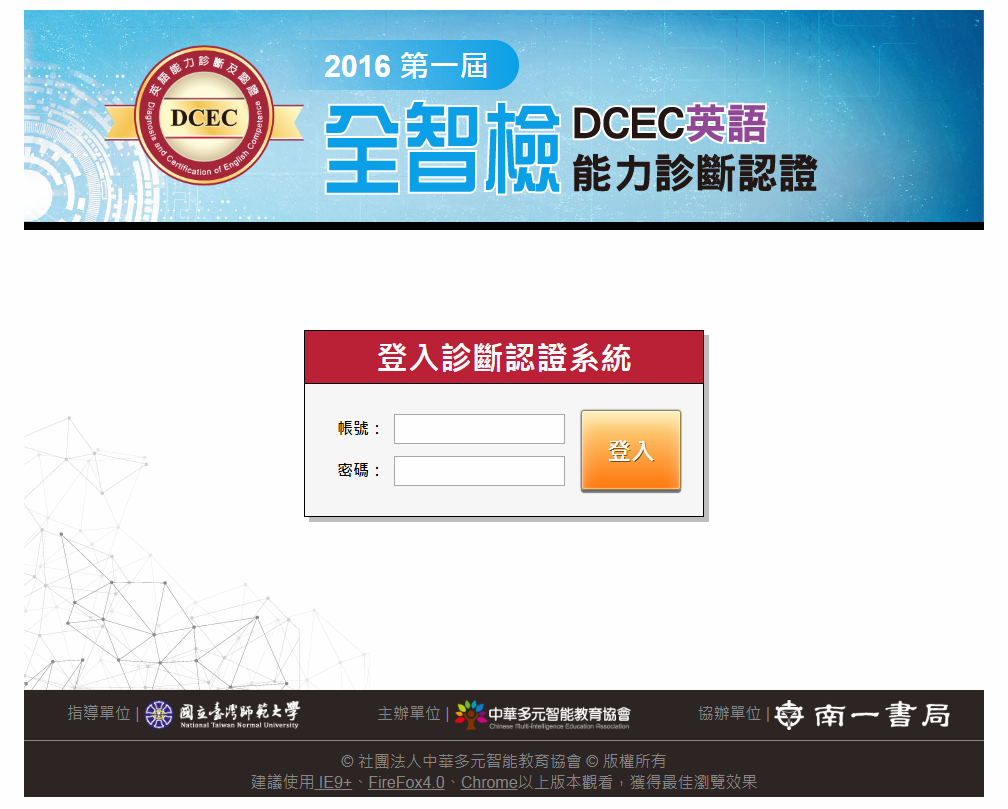 2016 第一屆
英語能力診斷及認證
DCEC
Diagnosis and Certification of English Competence
全智檢
DCEC英語
能力診斷認證
登入診斷認證系統
帳號：
密碼：
登入
指導單位 | 國立臺灣師範大學
National Taiwan Normal University
主辦單位 | 中華多元智能教育協會
Chinese Multi-Intelligence Education Association
協辦單位 | 南一書局
© 社團法人中華多元智能教育協會 © 版權所有
建議使用 IE9+、FireFox4.0、Chrome以上版本觀看，獲得最佳瀏覽效果